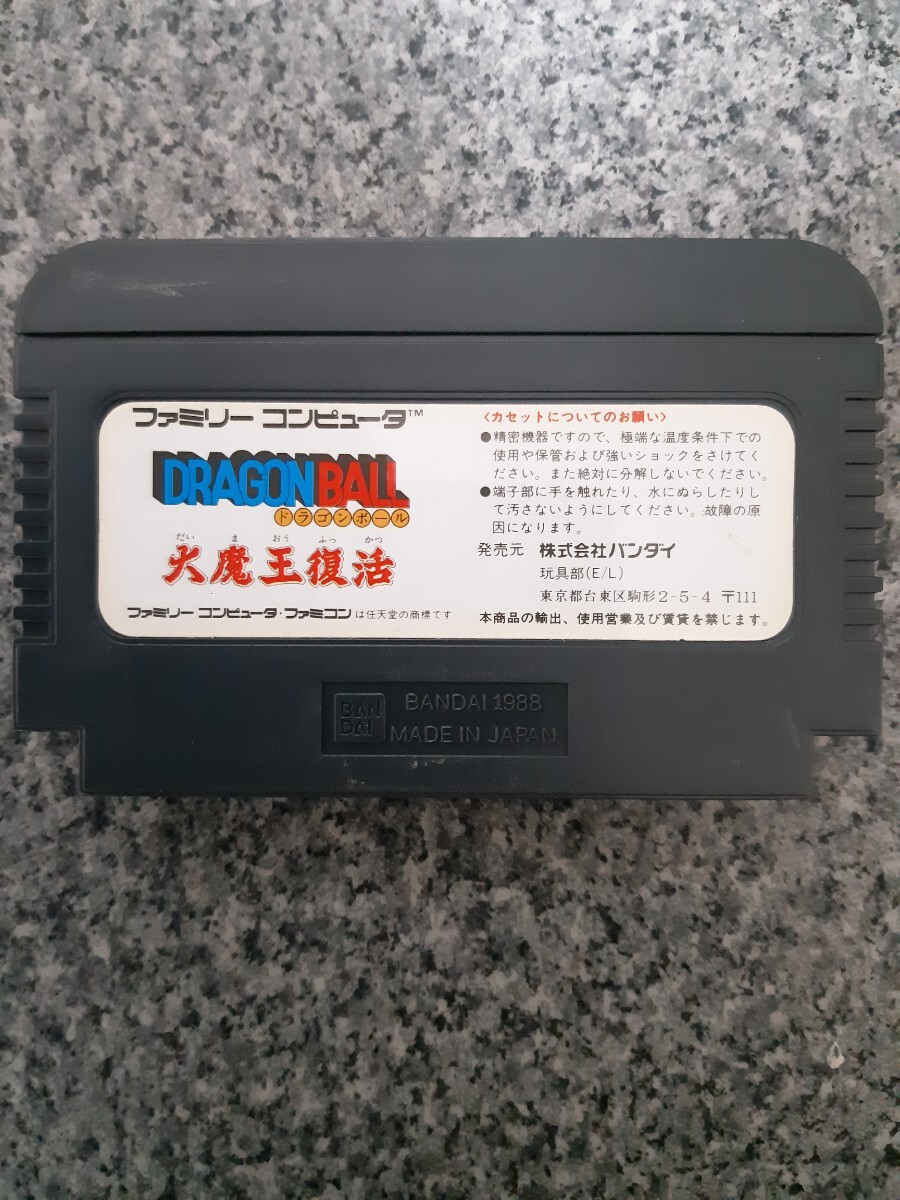 ファミリー コンピュータ™
DRAGON BALL
ドラゴンボール
だい ま おう ふっ かつ
大魔王復活
ファミリー コンピュータ・ファミコンは任天堂の商標です
〈カセットについてのお願い〉
●精密機器ですので、極端な温度条件下での
使用や保管および強いショックをさけてく
ださい。また絶対に分解しないでください。
●端子部に手を触れたり、水にぬらしたりし
て汚さないようにしてください。故障の原
因になります。
発売元 株式会社バンダイ
玩具部(E/L)
東京都台東区駒形2-5-4 〒111
本商品の輸出、使用営業及び賃貸を禁じます。
BAN
DAI
BANDAI 1988
MADE IN JAPAN